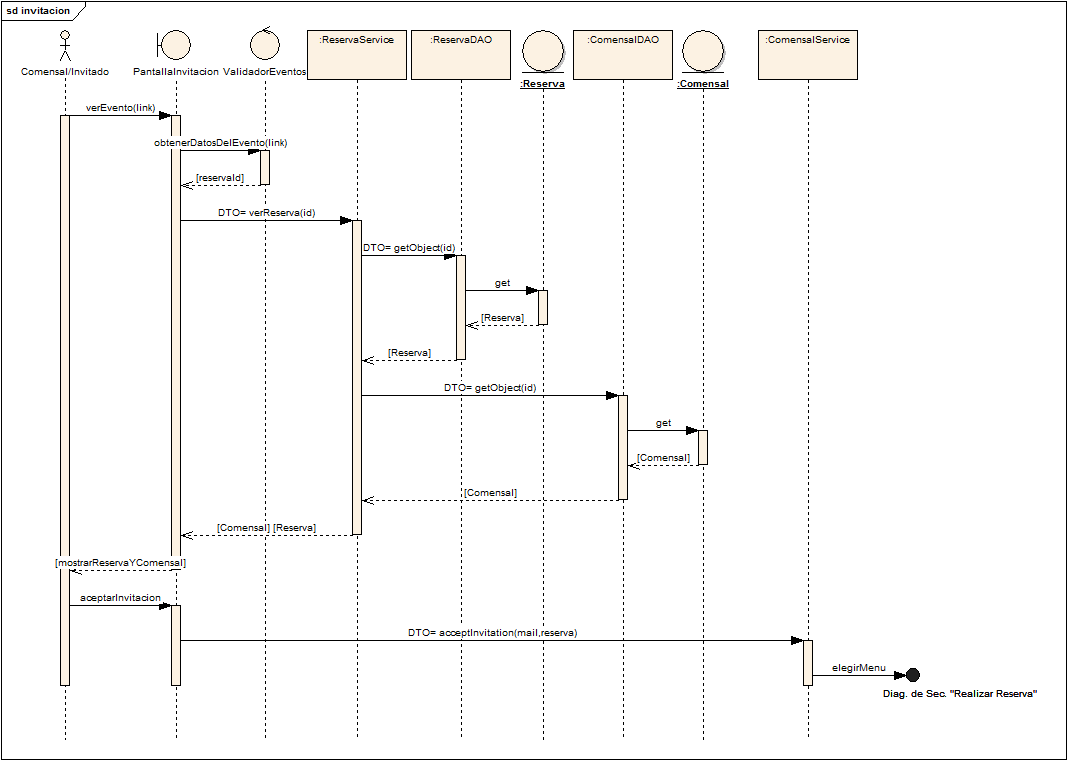 sd invitacion
Comensal/Invitado
PantallaInvitacion
ValidadorEventos
:ReservaService
:ReservaDAO
:Reserva
:ComensalDAO
:Comensal
:ComensalService
verEvento(link)
obtenerDatosDelEvento(link)
[reservaId]
DTO= verReserva(id)
DTO= getObject(id)
get
[Reserva]
[Reserva]
DTO= getObject(id)
get
[Comensal]
[Comensal]
[Comensal] [Reserva]
[mostrarReservaYComensal]
aceptarInvitacion
DTO= acceptInvitation(mail,reserva)
elegirMenu
Diag. de Sec. "Realizar Reserva"